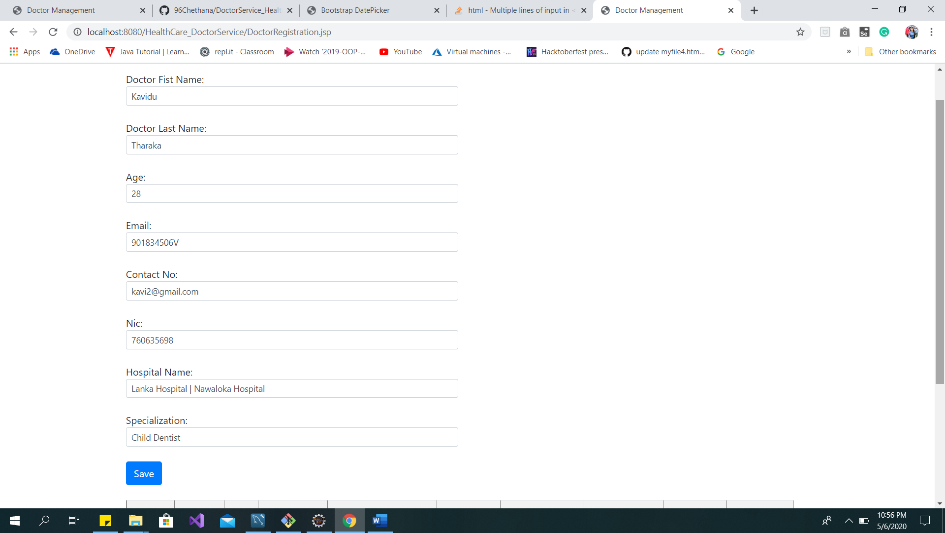 Doctor Management
96Chethana/DoctorService_Heal
Bootstrap DatePicker
html - Multiple lines of input in
Doctor Management
localhost:8080/HealthCare_DoctorService/DoctorRegistration.jsp
Apps
OneDrive
Java Tutorial | Learn...
repl.it - Classroom
Watch '2019-OOP-...
YouTube
Virtual machines -...
Hacktoberfest pres...
update myfile4.htm...
Google
»
Other bookmarks
Doctor Fist Name:
Kavidu
Doctor Last Name:
Tharaka
Age:
28
Email:
901834506V
Contact No:
kavi2@gmail.com
Nic:
760635698
Hospital Name:
Lanka Hospital | Nawaloka Hospital
Specialization:
Child Dentist
Save
10:56 PM
5/6/2020